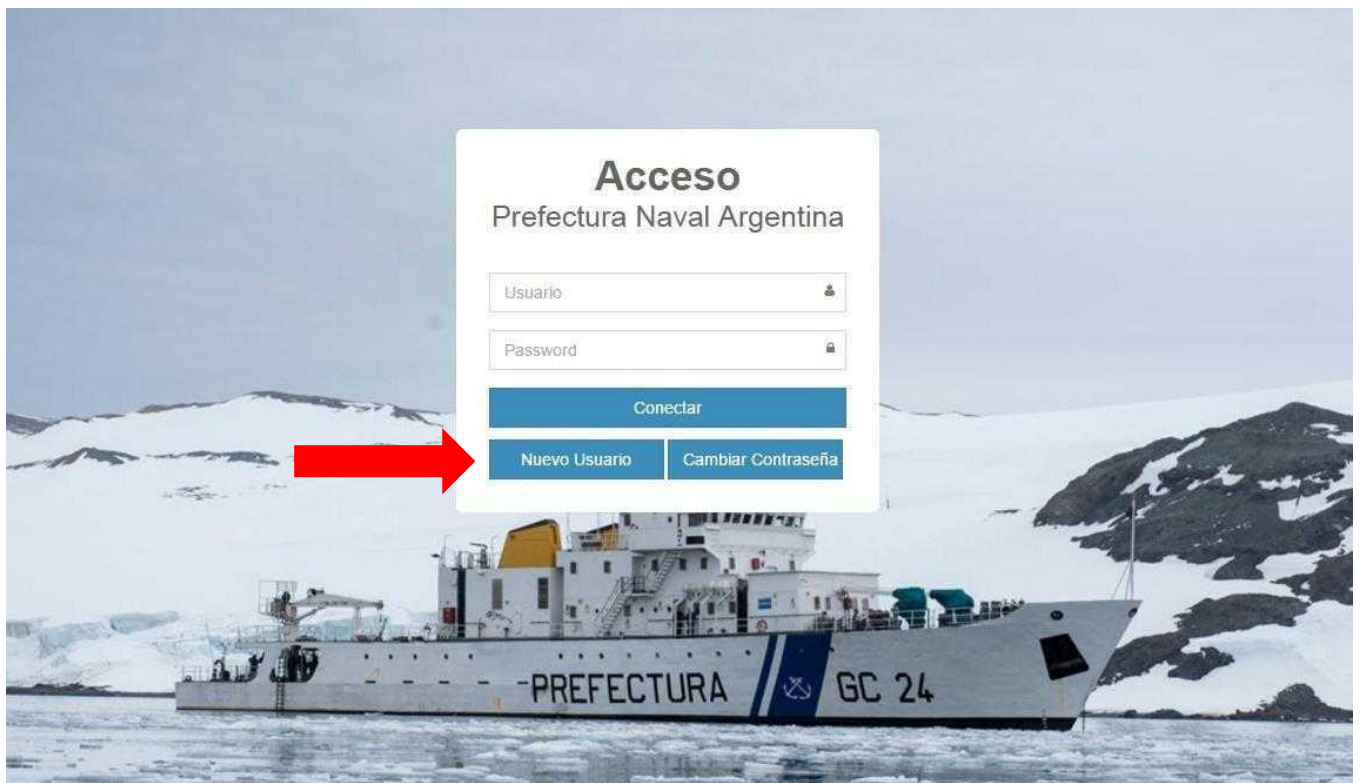 Acceso
Prefectura Naval Argentina
Usuario
Password
Conectar
Nuevo Usuario
Cambiar Contraseña
PREFECTURA GC 24